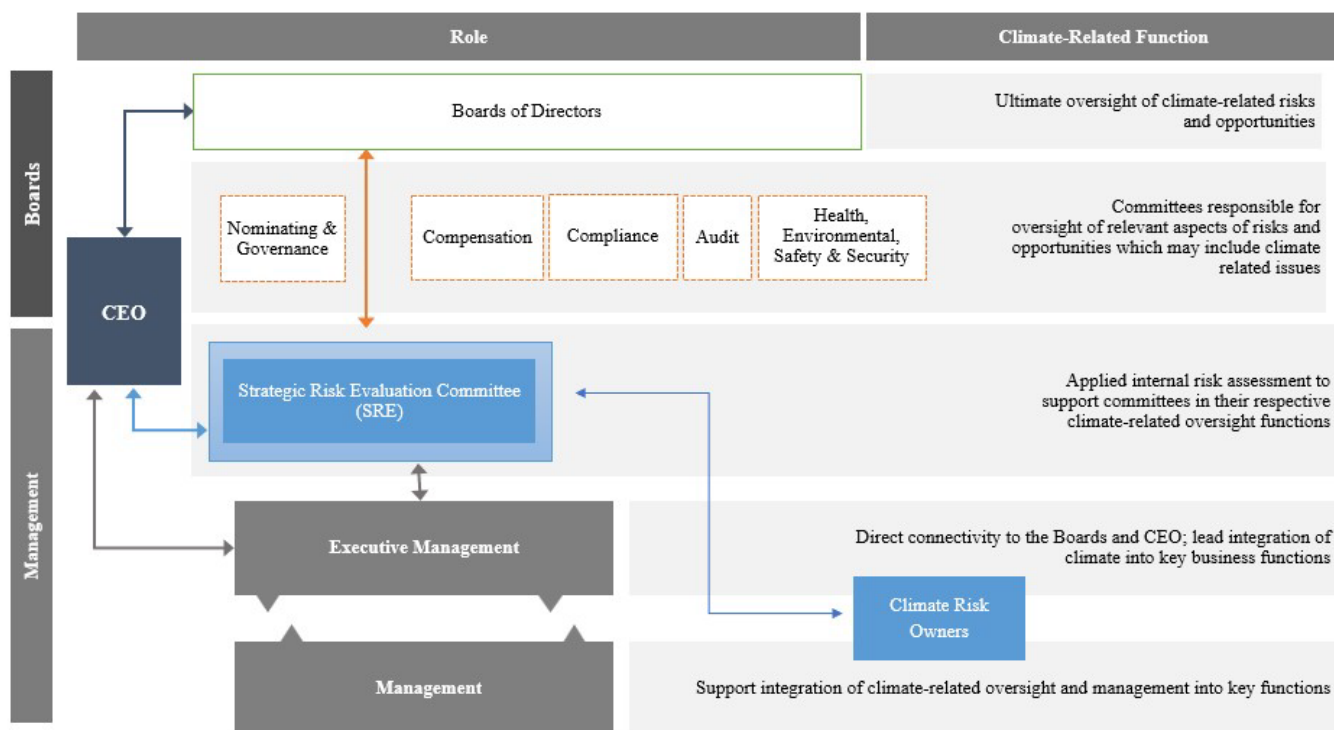 Role
Climate-Related Function
Boards
Boards of Directors
Ultimate oversight of climate-related risks
and opportunities
Nominating &
Governance
Compensation
Compliance
Audit
Health,
Environmental,
Safety & Security
Committees responsible for
oversight of relevant aspects of risks and
opportunities which may include climate
related issues
CEO
Management
Strategic Risk Evaluation Committee
(SRE)
Applied internal risk assessment to
support committees in their respective
climate-related oversight functions
Executive Management
Direct connectivity to the Boards and CEO; lead integration of
climate into key business functions
Climate Risk
Owners
Management
Support integration of climate-related oversight and management into key functions